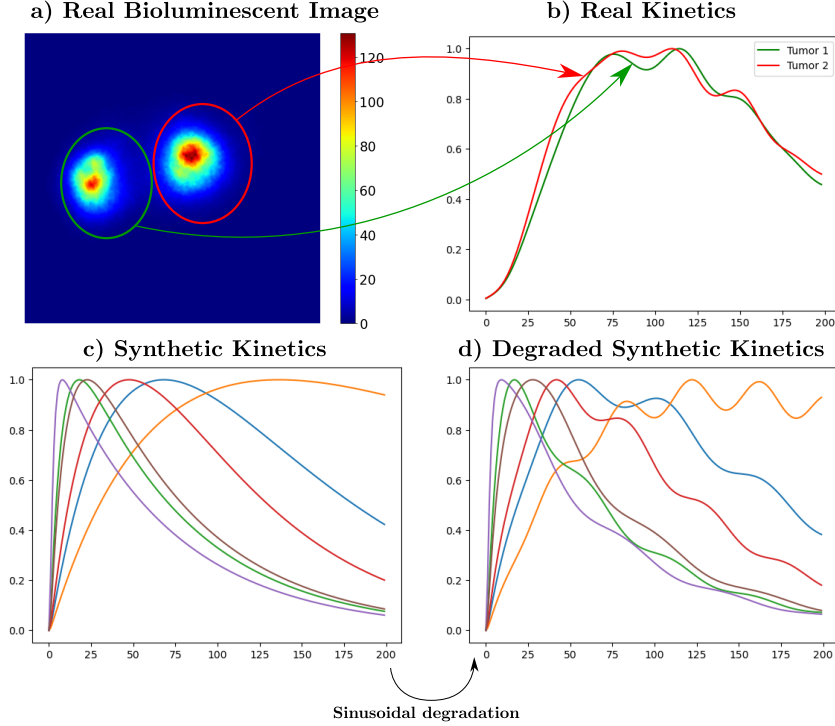 a) Real Bioluminescent Image
b) Real Kinetics
120
100
80
60
40
20
0
1.0
0.8
0.6
0.4
0.2
0.0
Tumor 1
Tumor 2
0 25 50 75 100 125 150 175 200
c) Synthetic Kinetics
d) Degraded Synthetic Kinetics
1.0
0.8
0.6
0.4
0.2
0.0
0 25 50 75 100 125 150 175 200
1.0
0.8
0.6
0.4
0.2
0.0
0 25 50 75 100 125 150 175 200
Sinusoidal degradation